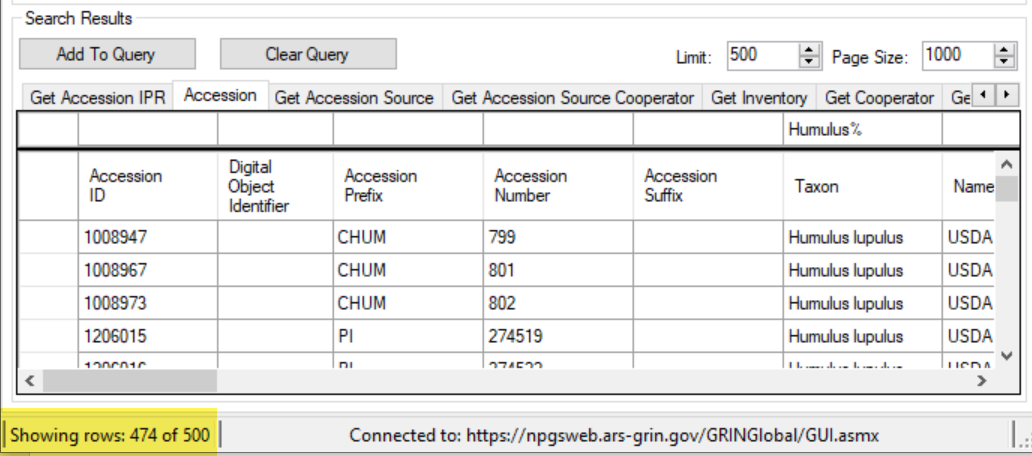 Search Results
Add To Query Clear Query Limit: 500 Page Size: 1000
Get Accession IPR Accession Get Accession Source Get Accession Source Cooperator Get Inventory Get Cooperator Ge
Humulus%
Accession ID Digital Object Identifier Accession Prefix Accession Number Accession Suffix Taxon Name
1008947 CHUM 799 Humulus lupulus USDA
1008967 CHUM 801 Humulus lupulus USDA
1008973 CHUM 802 Humulus lupulus USDA
1206015 PI 274519 Humulus lupulus USDA
Showing rows: 474 of 500 Connected to: https://npgsweb.ars-grin.gov/GRINGlobal/GUI.asmx